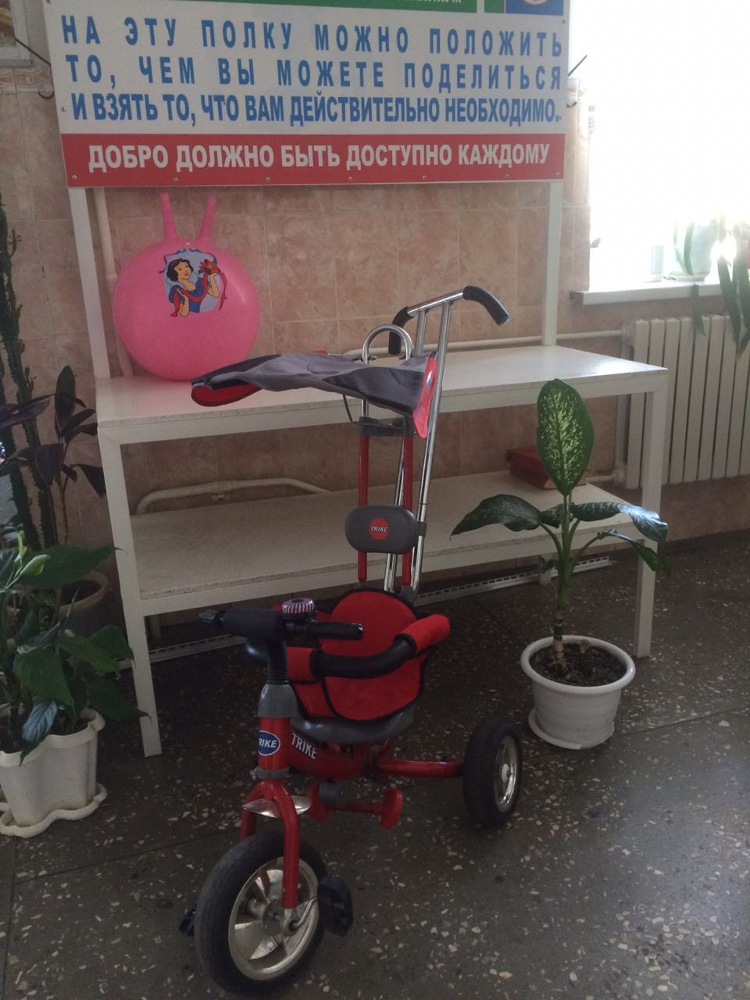 НА ЭТУ ПОЛКУ МОЖНО ПОЛОЖИТЬ
ТО, ЧЕМ ВЫ МОЖЕТЕ ПОДЕЛИТЬСЯ
И ВЗЯТЬ ТО, ЧТО ВАМ ДЕЙСТВИТЕЛЬНО НЕОБХОДИМО.
ДОБРО ДОЛЖНО БЫТЬ ДОСТУПНО КАЖДОМУ
TRIKE
RIKE
TRIKE